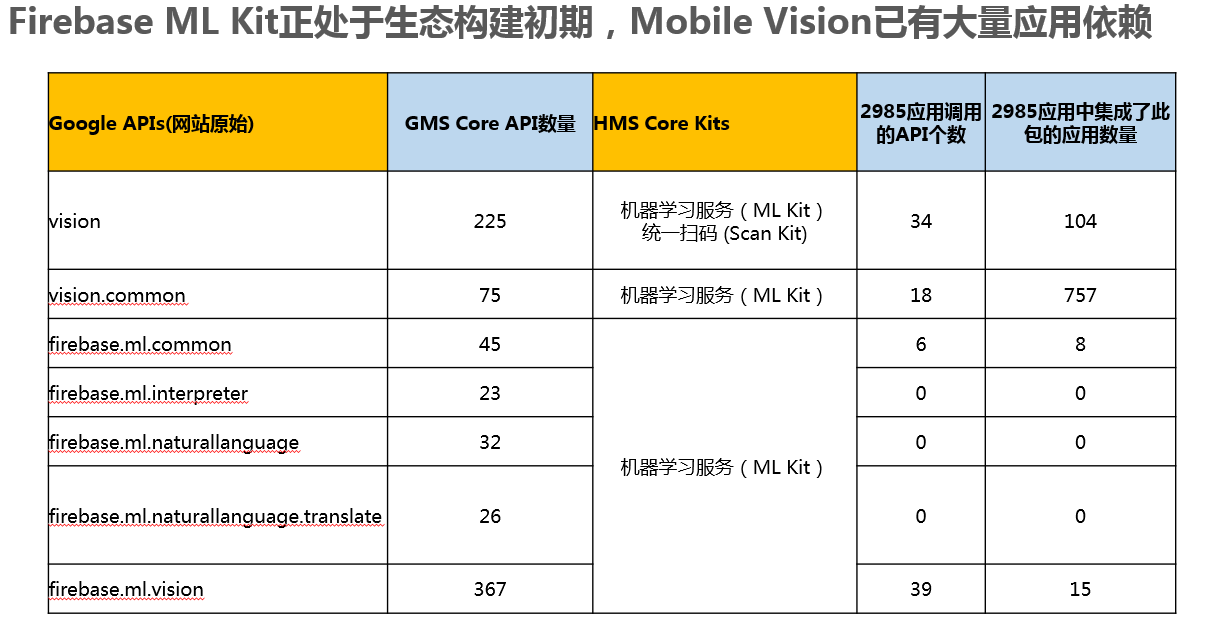 Firebase ML Kit正处于生态构建初期，Mobile Vision已有大量应用依赖
Google APIs(网站原始) GMS Core API数量 HMS Core Kits 2985应用调用的API个数 2985应用中集成了此包的应用数量
vision 225 机器学习服务（ML Kit） 统一扫码 (Scan Kit) 34 104
vision.common 75 机器学习服务（ML Kit） 18 757
firebase.ml.common 45 6 8
firebase.ml.interpreter 23 0 0
firebase.ml.naturallanguage 32 0 0
机器学习服务（ML Kit）
firebase.ml.naturallanguage.translate 26 0 0
firebase.ml.vision 367 39 15